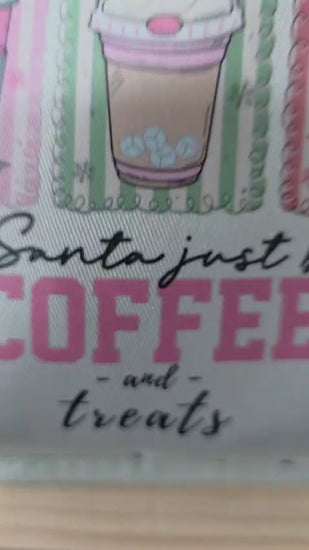 Santa just
COFFEE
- and -
treats